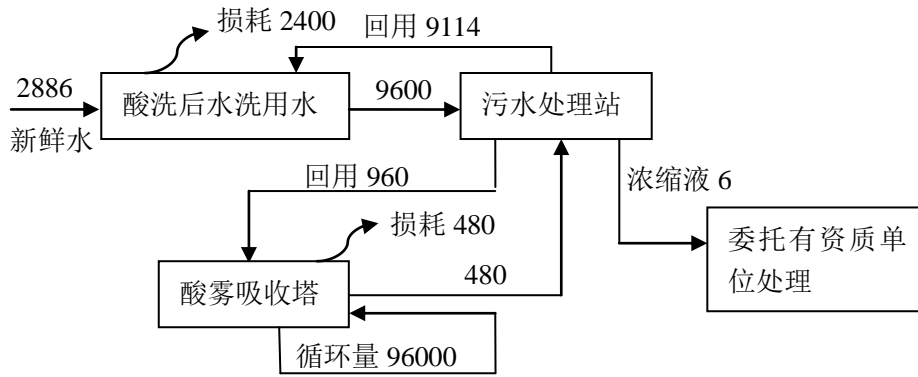 损耗 2400
回用 9114
2886
新鲜水
酸洗后水洗用水
9600
污水处理站
回用 960
浓缩液 6
损耗 480
委托有资质单
位处理
酸雾吸收塔
480
循环量 96000